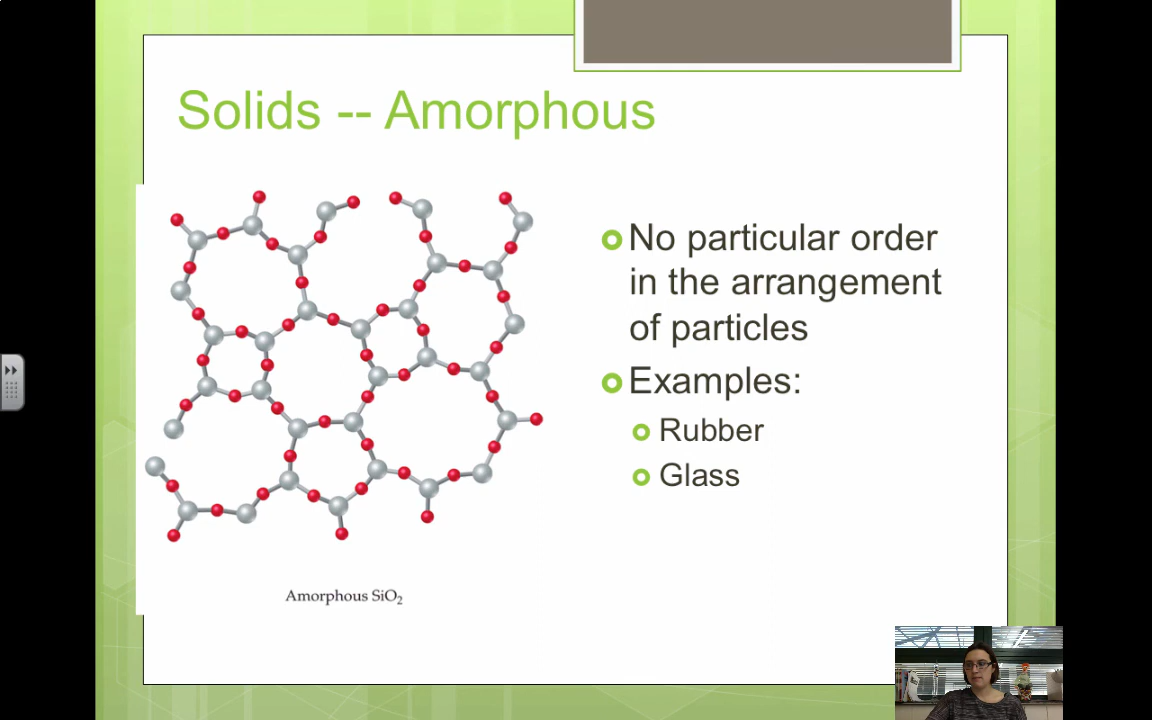 Solids -- Amorphous
No particular order
in the arrangement
of particles
Examples:
Rubber
Glass
Amorphous SiO₂